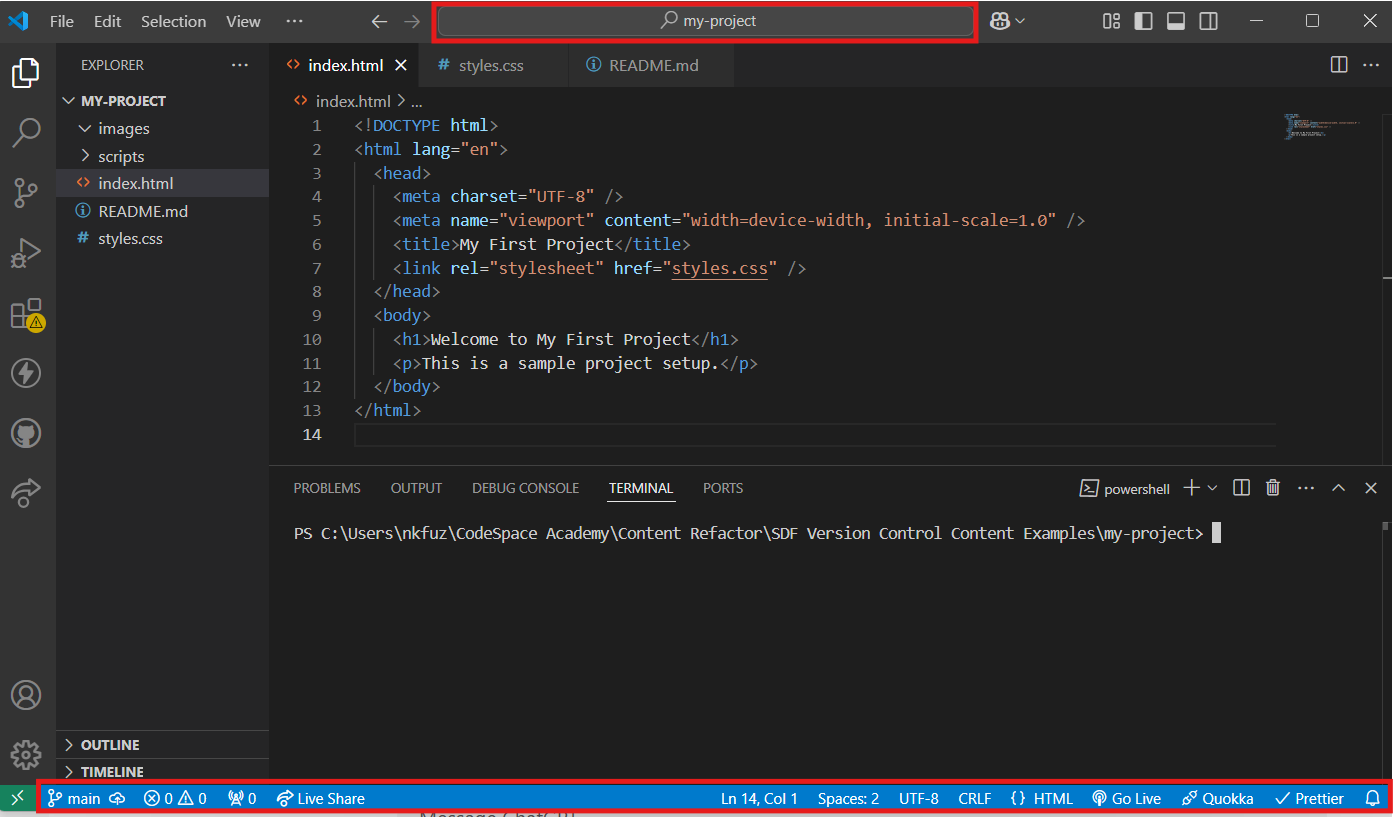 File Edit Selection View ··· my-project
EXPLORER ···
index.html
styles.css
README.md
MY-PROJECT
images
scripts
index.html
README.md
styles.css
OUTLINE
TIMELINE
index.html > ...
1 <!DOCTYPE html>
2 <html lang="en">
3 <head>
4 <meta charset="UTF-8" />
5 <meta name="viewport" content="width=device-width, initial-scale=1.0" />
6 <title>My First Project</title>
7 <link rel="stylesheet" href="styles.css" />
8 </head>
9 <body>
10 <h1>Welcome to My First Project</h1>
11 <p>This is a sample project setup.</p>
12 </body>
13 </html>
14
PROBLEMS OUTPUT DEBUG CONSOLE TERMINAL PORTS powershell
PS C:\Users\nkfuz\CodeSpace Academy\Content Refactor\SDF Version Control Content Examples\my-project>
main 0 0 0 Live Share Ln 14, Col 1 Spaces: 2 UTF-8 CRLF {} HTML Go Live Quokka Prettier